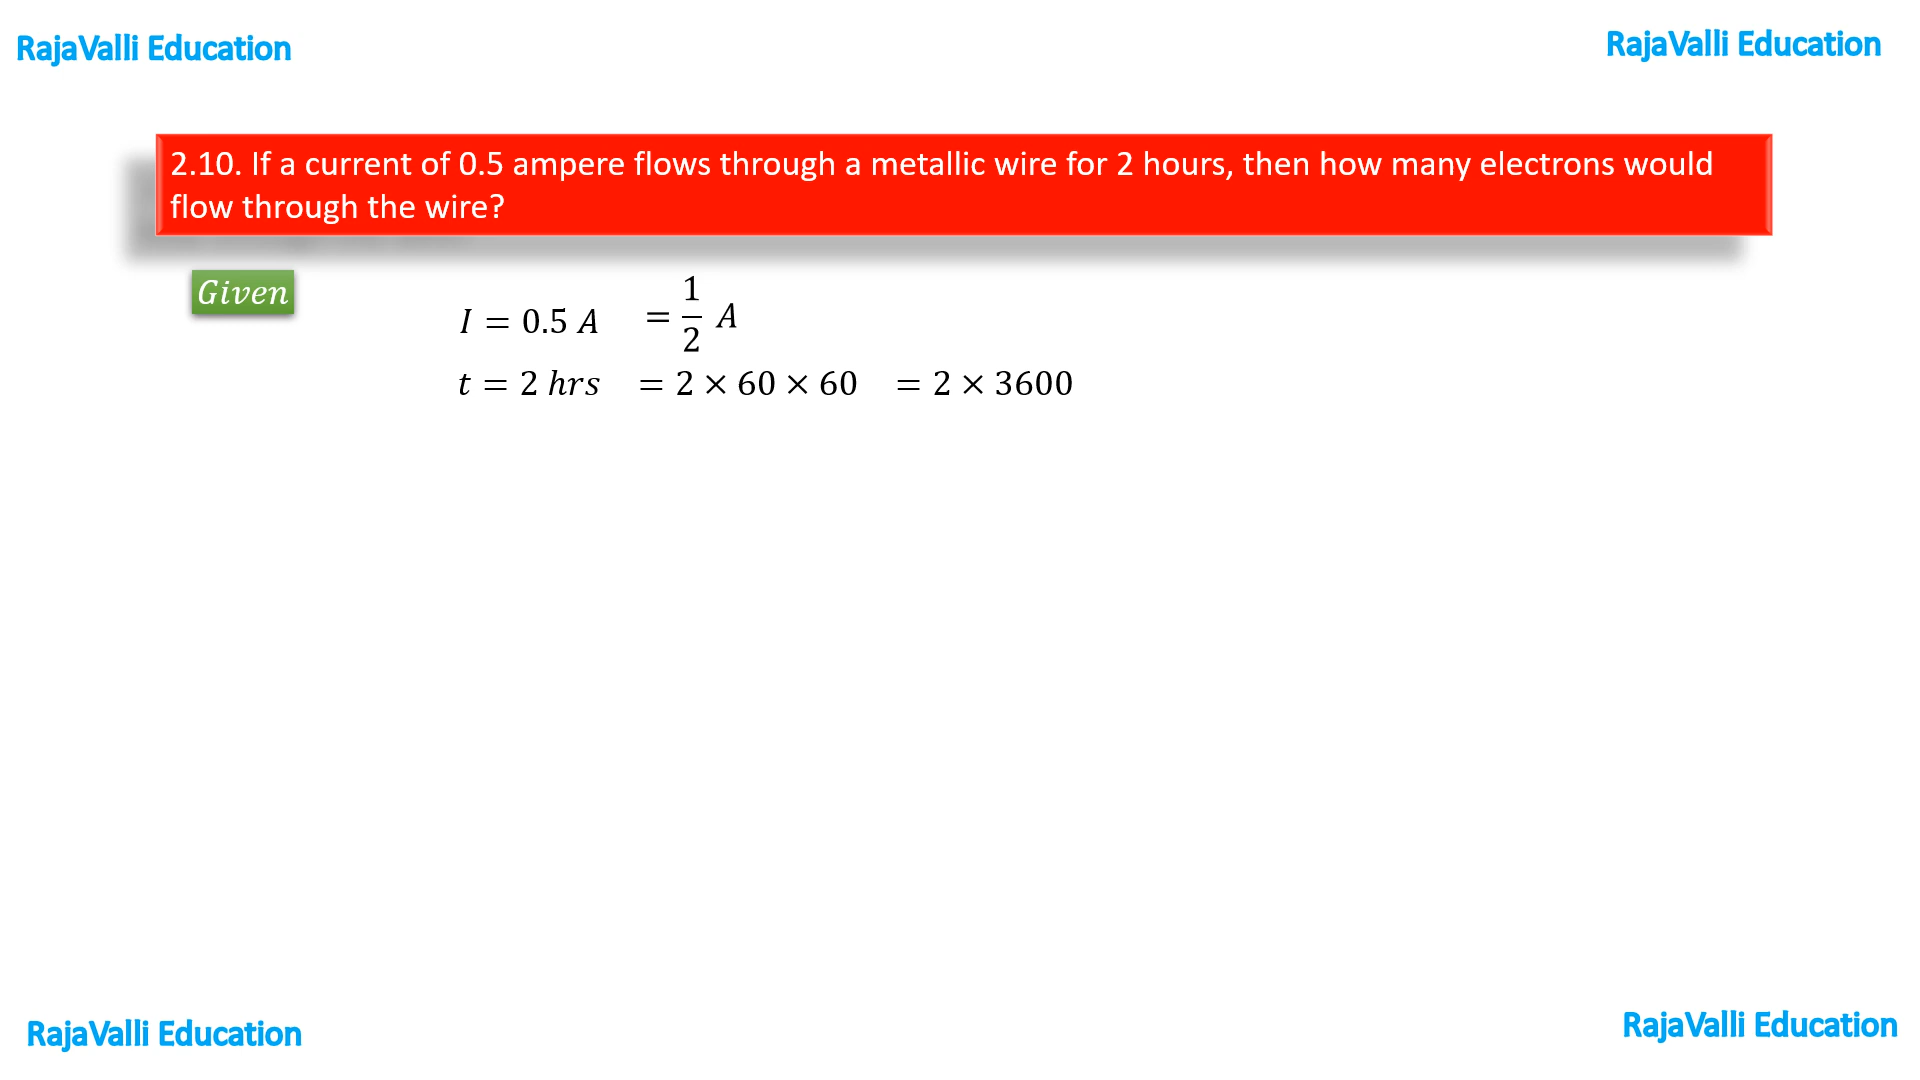 RajaValli Education
RajaValli Education
2.10. If a current of 0.5 ampere flows through a metallic wire for 2 hours, then how many electrons would
flow through the wire?
Given
I = 0.5 A = 1/2 A
t = 2 hrs = 2 × 60 × 60 = 2 × 3600
RajaValli Education
RajaValli Education